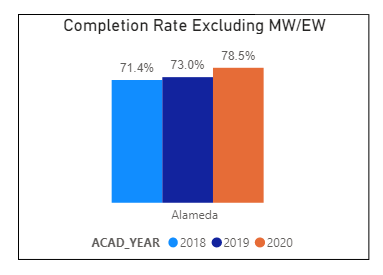 Completion Rate Excluding MW/EW
71.4% 73.0% 78.5%
Alameda
ACAD_YEAR 2018 2019 2020